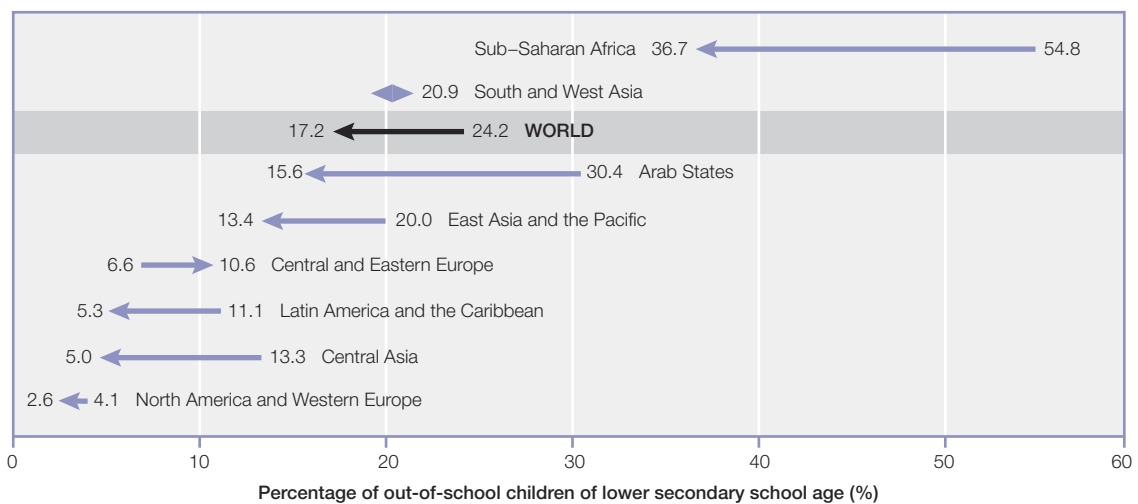 Sub–Saharan Africa 36.7 54.8
20.9 South and West Asia
17.2 24.2 WORLD
15.6 30.4 Arab States
13.4 20.0 East Asia and the Pacific
6.6 10.6 Central and Eastern Europe
5.3 11.1 Latin America and the Caribbean
5.0 13.3 Central Asia
2.6 4.1 North America and Western Europe
0 10 20 30 40 50 60
Percentage of out-of-school children of lower secondary school age (%)